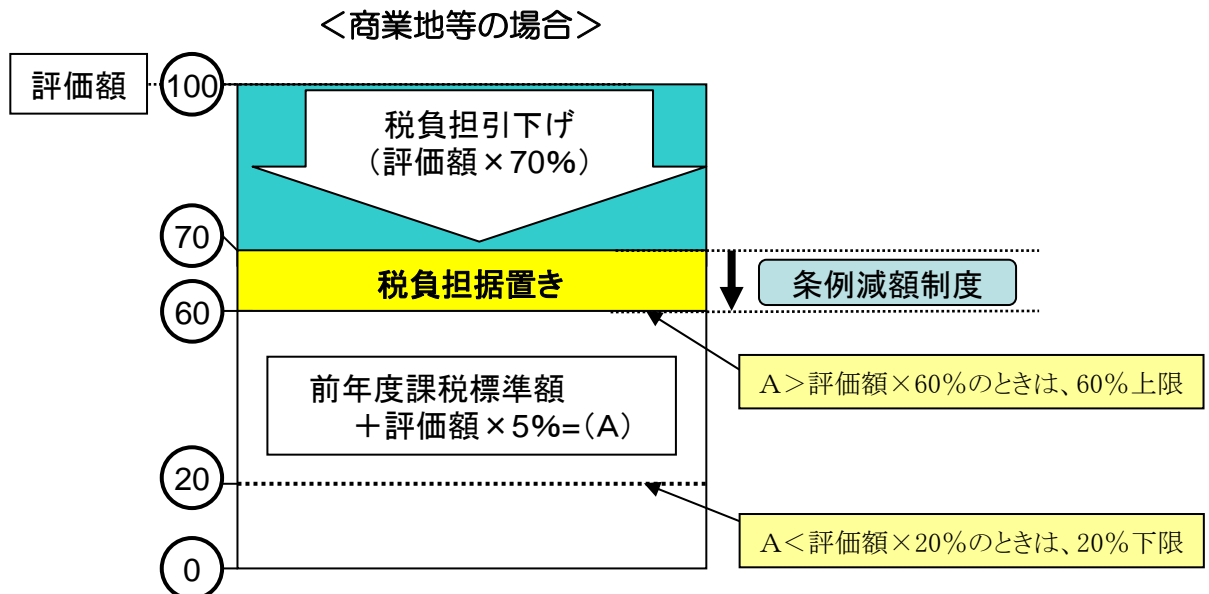 ＜商業地等の場合＞
評価額
100
税負担引下げ
（評価額×70%）
70
税負担据置き
条例減額制度
60
A＞評価額×60%のときは、60%上限
前年度課税標準額
＋評価額×5%=（A）
20
A＜評価額×20%のときは、20%下限
0